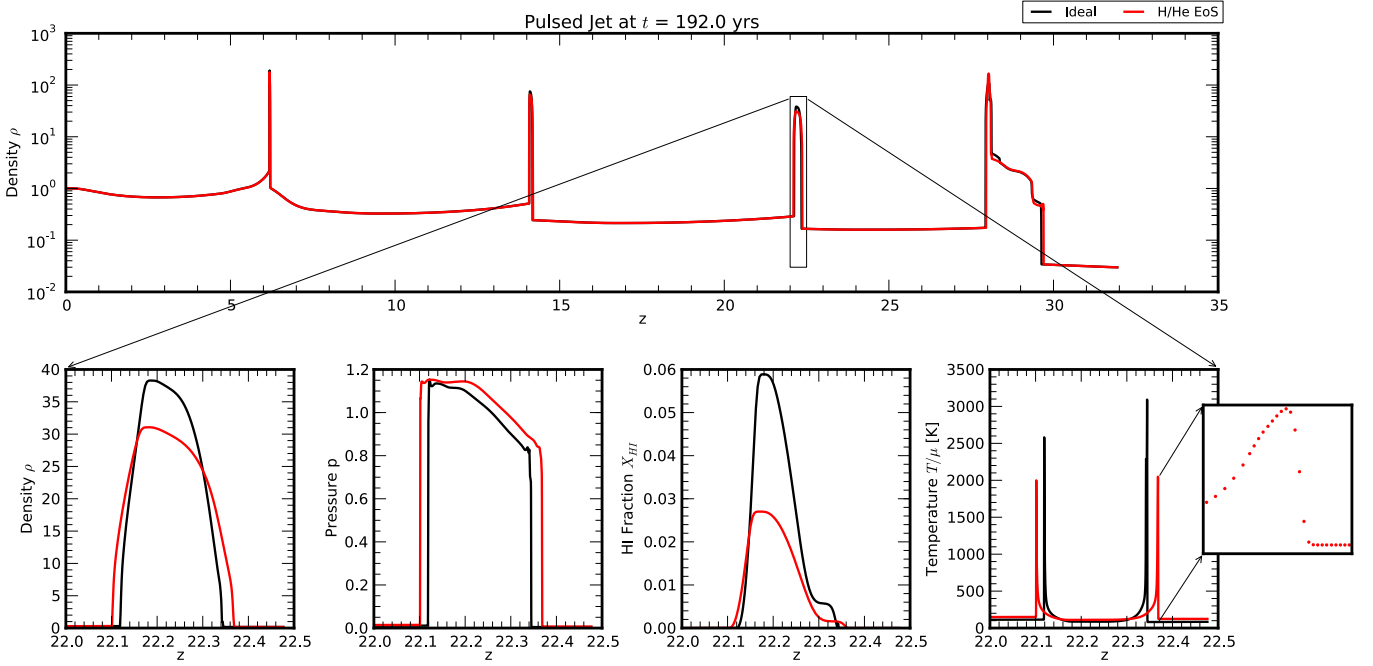 Pulsed Jet at t = 192.0 yrs
Ideal H/He EoS
10^3
10^2
10^1
10^0
10^-1
10^-2
Density ρ
0 5 10 15 20 25 30 35
z
40
35
30
25
20
15
10
5
0
Density ρ
22.0 22.1 22.2 22.3 22.4 22.5
z
1.2
1.0
0.8
0.6
0.4
0.2
0.0
Pressure p
22.0 22.1 22.2 22.3 22.4 22.5
z
0.06
0.05
0.04
0.03
0.02
0.01
0.00
HI Fraction X_HI
22.0 22.1 22.2 22.3 22.4 22.5
z
3500
3000
2500
2000
1500
1000
500
0
Temperature T/μ [K]
22.0 22.1 22.2 22.3 22.4 22.5
z